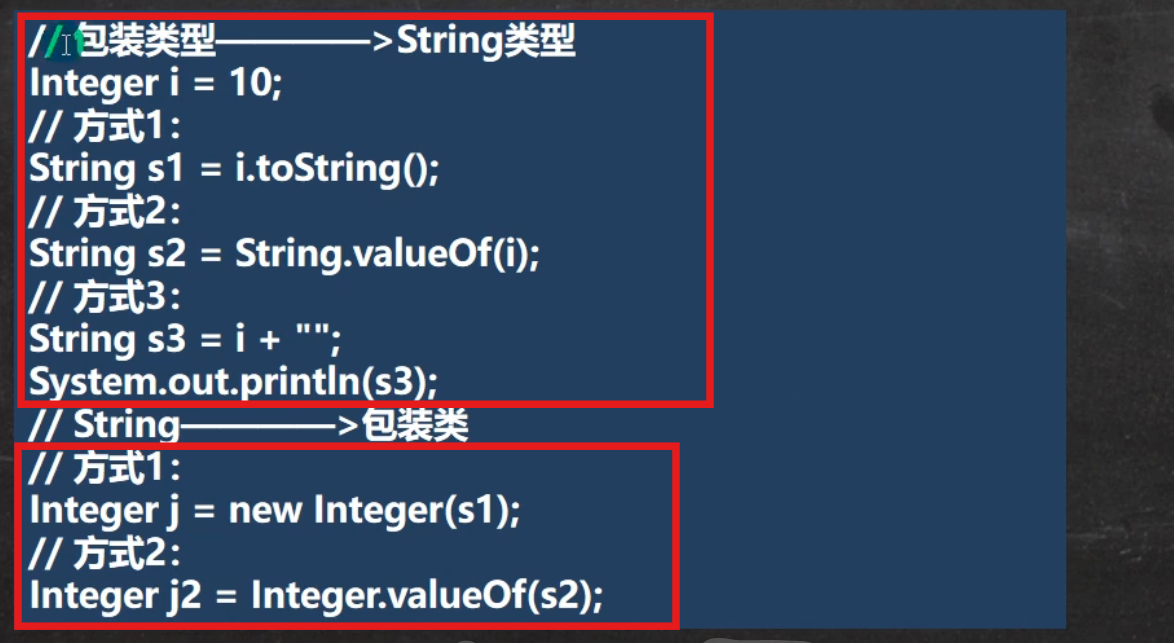 // 包装类型————>String类型
Integer i = 10;
// 方式1：
String s1 = i.toString();
// 方式2：
String s2 = String.valueOf(i);
// 方式3：
String s3 = i + "";
System.out.println(s3);
// String————>包装类
// 方式1：
Integer j = new Integer(s1);
// 方式2：
Integer j2 = Integer.valueOf(s2);